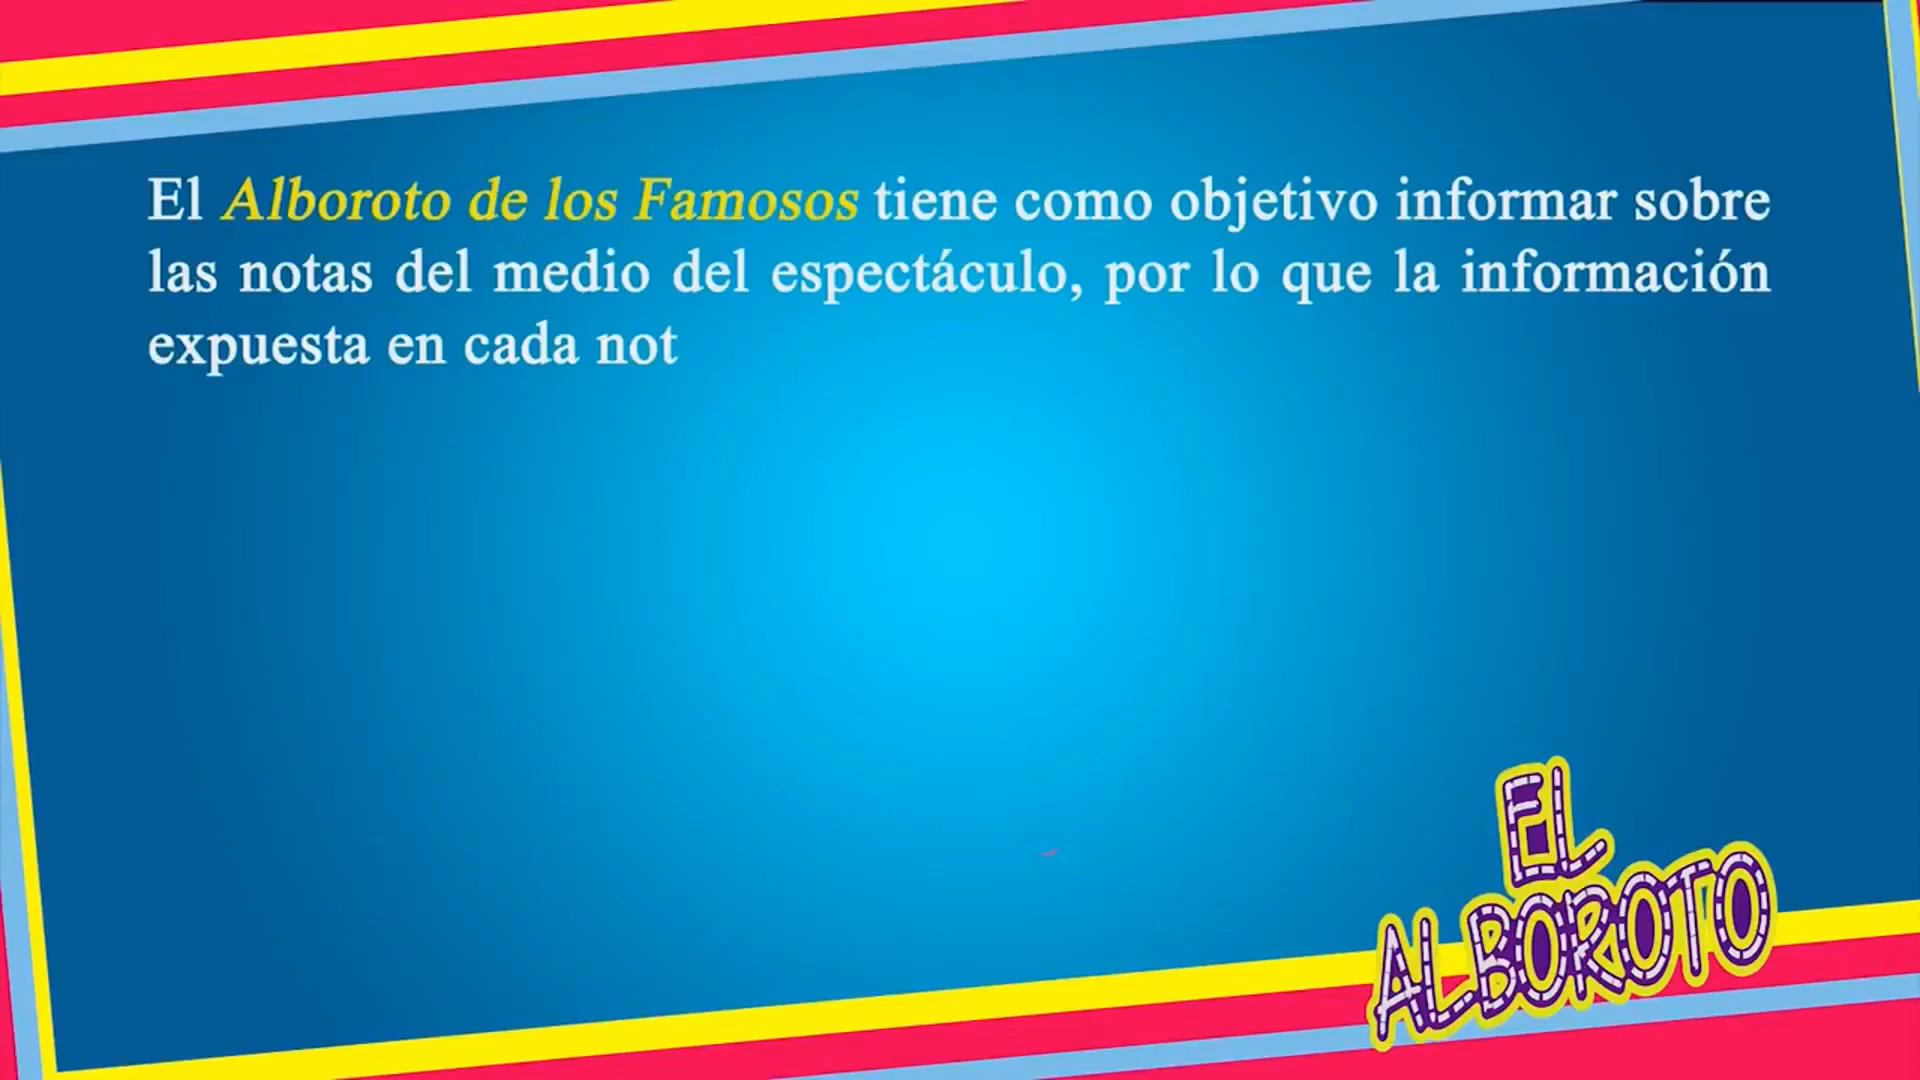 El Alboroto de los Famosos tiene como objetivo informar sobre
las notas del medio del espectáculo, por lo que la información
expuesta en cada not
EL
ALBOROTO